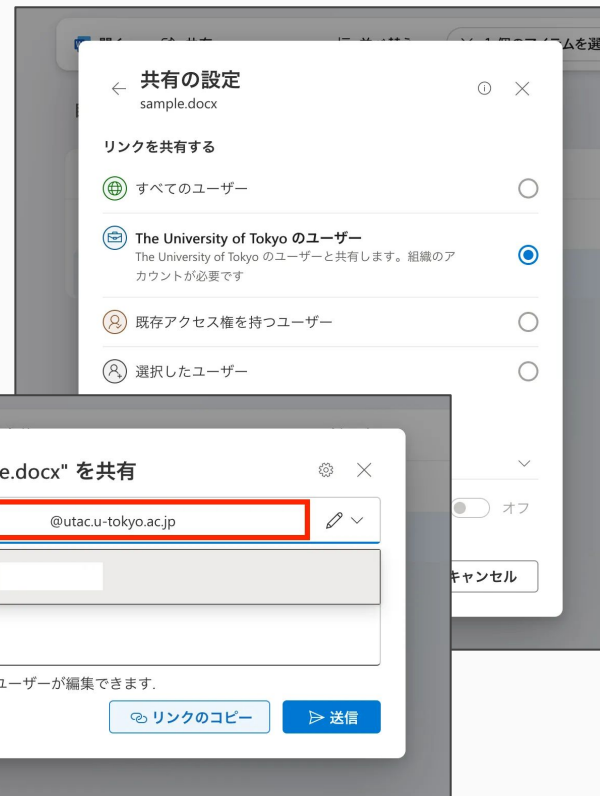 共有の設定
sample.docx
リンクを共有する
すべてのユーザー
The University of Tokyo のユーザー
The University of Tokyo のユーザーと共有します。組織のア
カウントが必要です
既存アクセス権を持つユーザー
選択したユーザー
オフ
キャンセル
e.docx" を共有
@utac.u-tokyo.ac.jp
ユーザーが編集できます.
リンクのコピー
送信